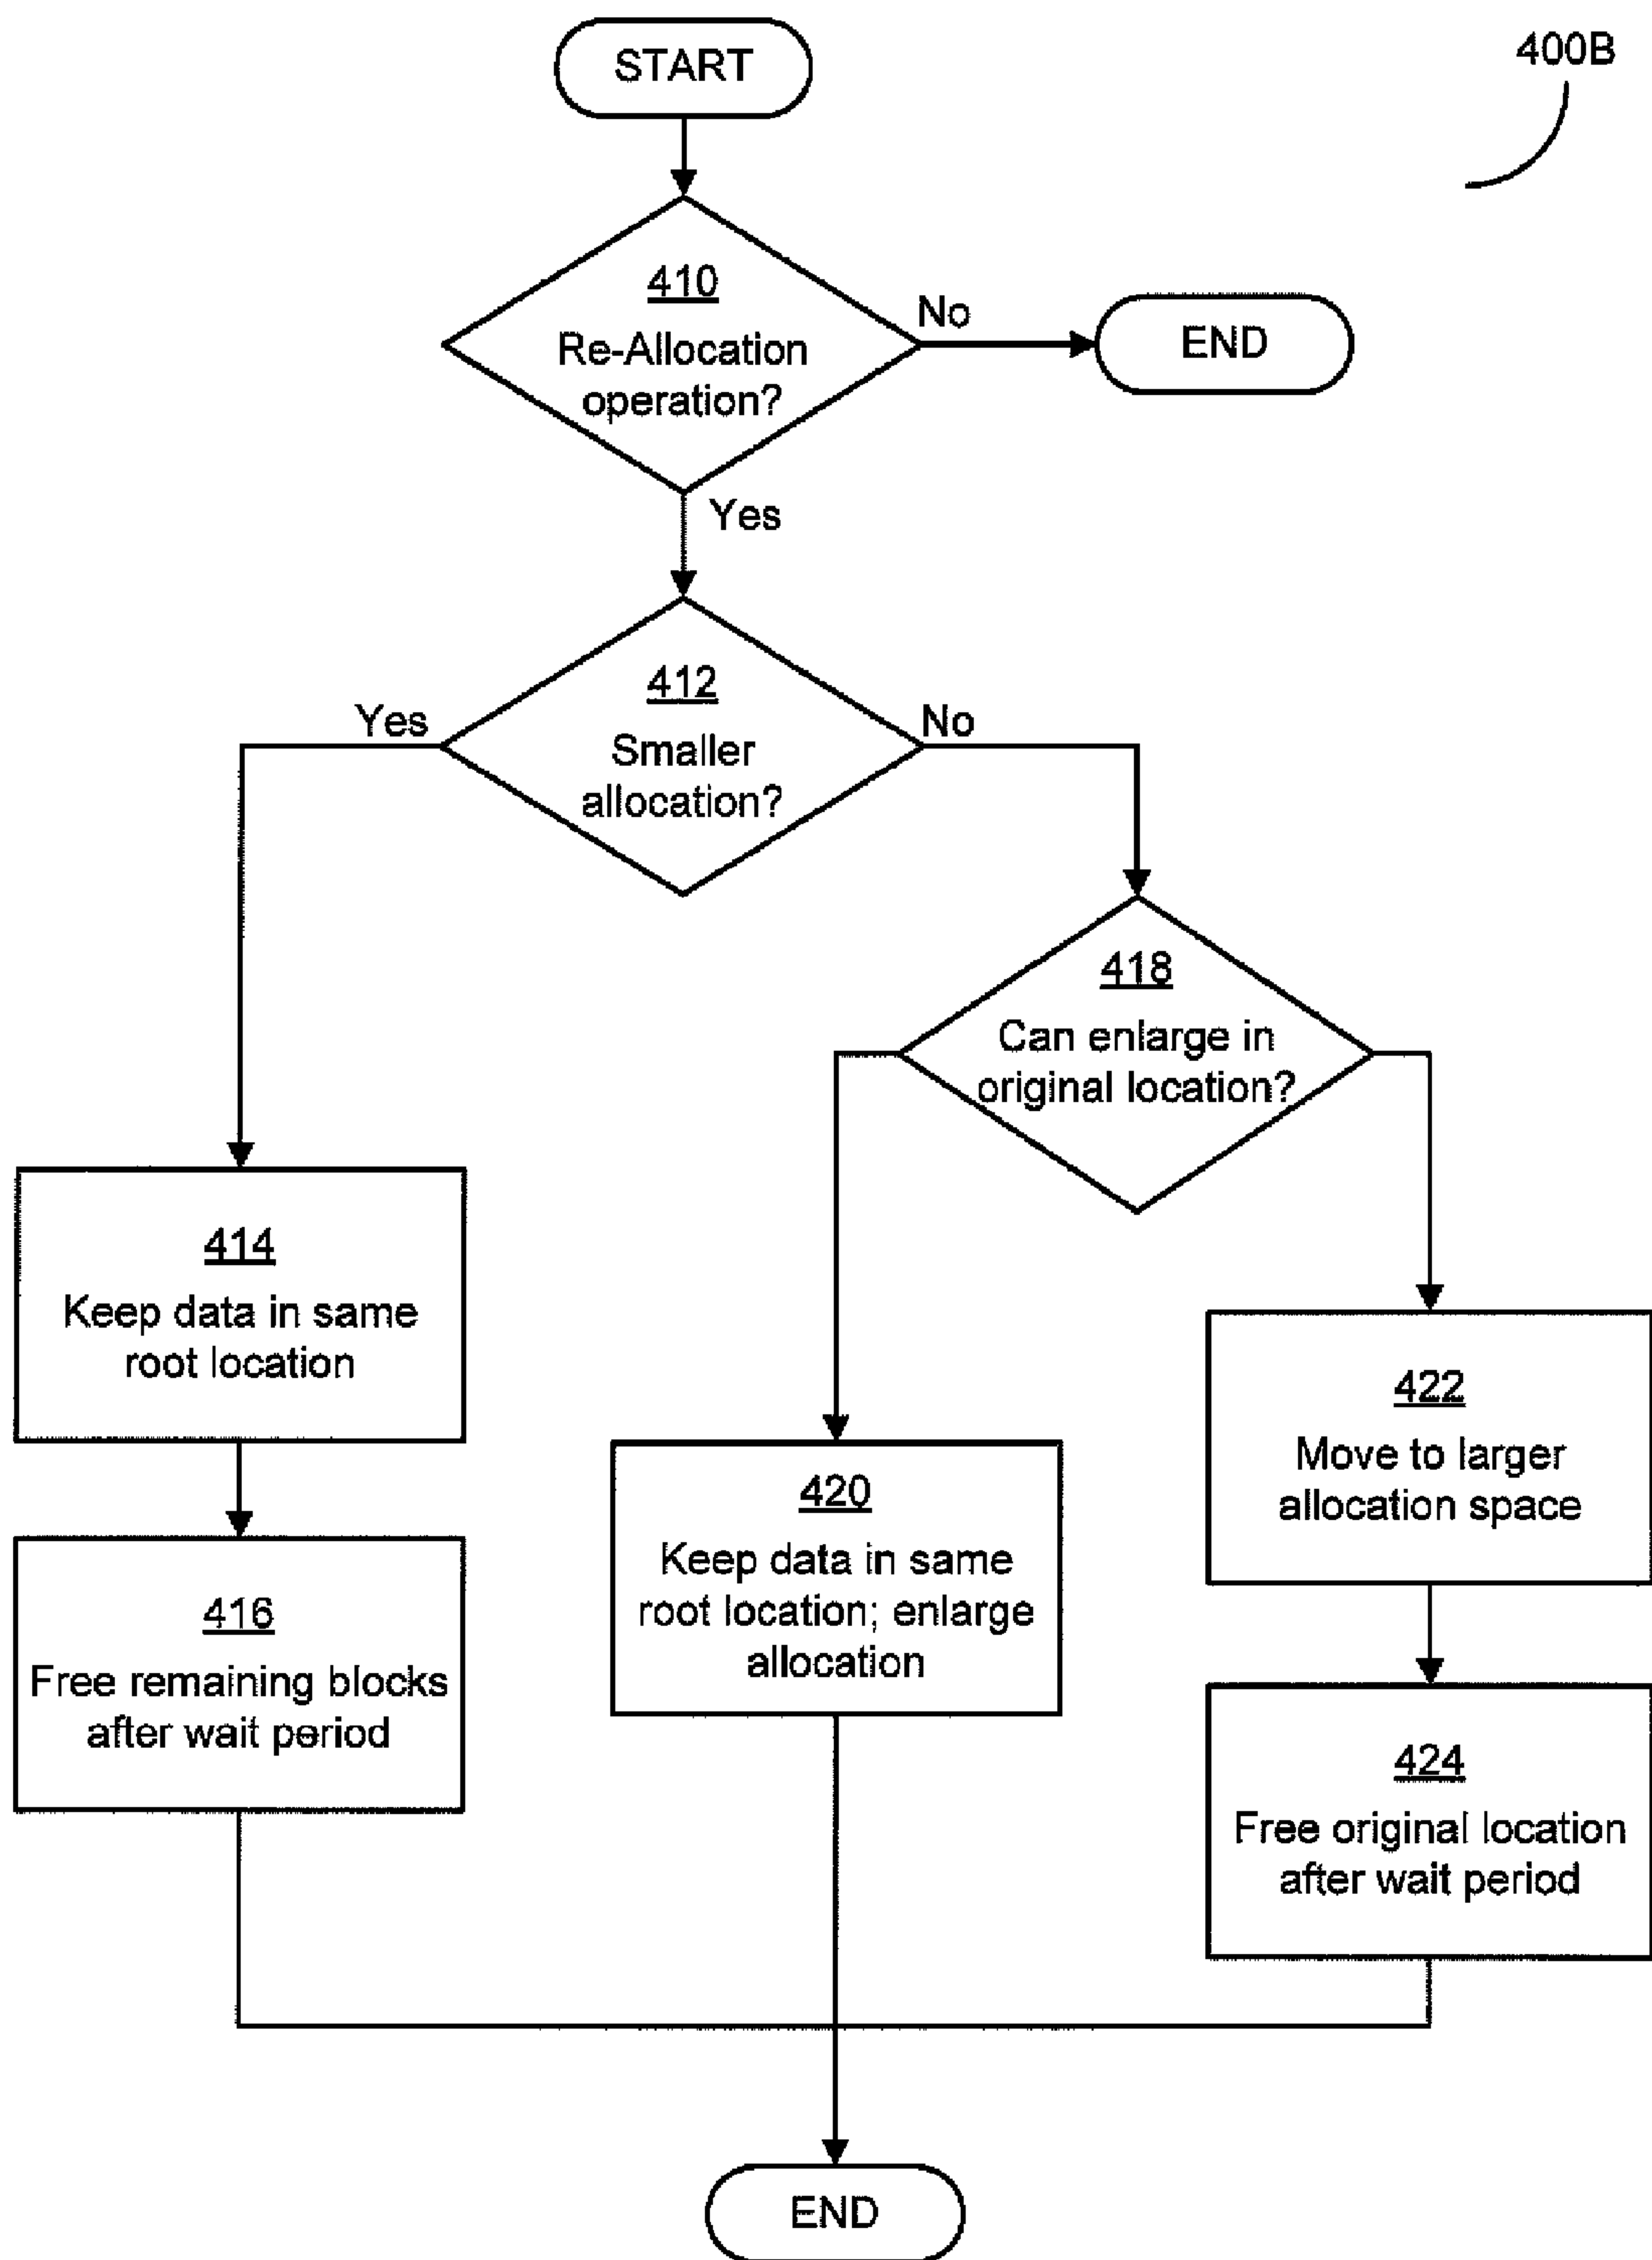 START
400B
410
Re-Allocation
operation?
No
END
Yes
412
Smaller
allocation?
Yes
No
418
Can enlarge in
original location?
414
Keep data in same
root location
422
Move to larger
allocation space
420
Keep data in same
root location; enlarge
allocation
416
Free remaining blocks
after wait period
424
Free original location
after wait period
END